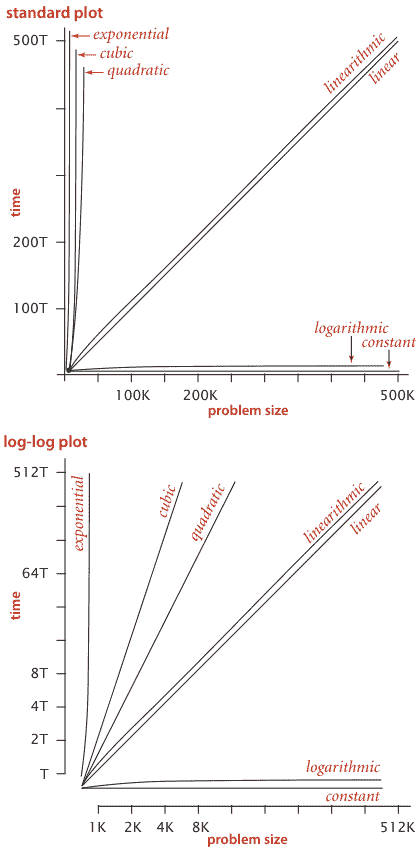 standard plot
500T
exponential
cubic
quadratic
linearithmic
linear
time
200T
100T
logarithmic
constant
100K 200K 500K
problem size
log-log plot
512T
exponential
cubic
quadratic
linearithmic
linear
64T
time
8T
4T
2T
T
logarithmic
constant
1K 2K 4K 8K 512K
problem size